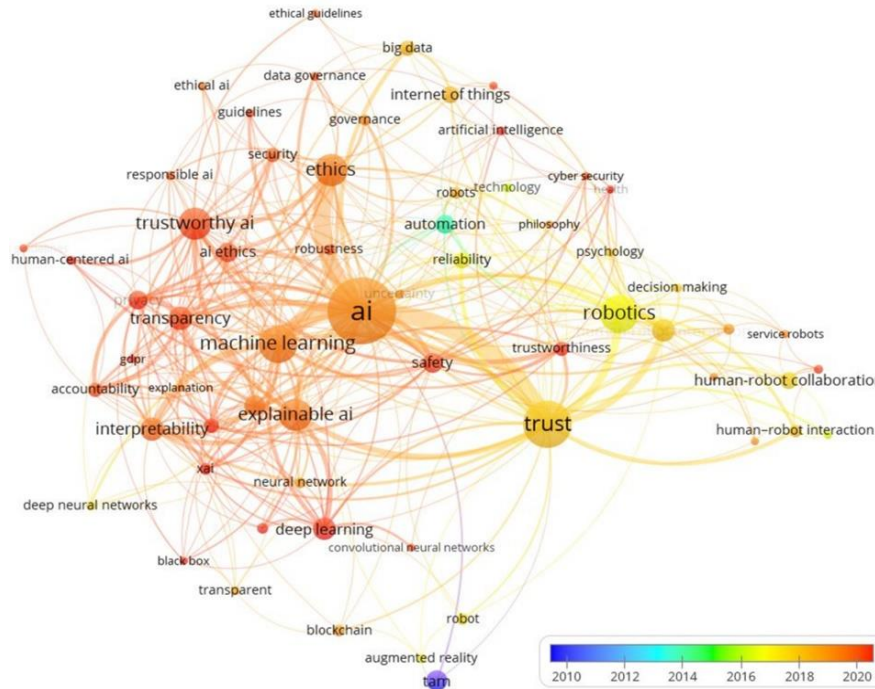 ethical guidelines
big data
data governance
ethical ai
internet of things
guidelines
governance
artificial intelligence
security
ethics
cyber security
responsible ai
technology
health
robots
trustworthy ai
automation
philosophy
ai ethics
robustness
psychology
human-centered ai
reliability
decision making
uncertainty
privacy
ai
robotics
transparency
service robots
machine learning
trustworthiness
gdpr
safety
human-robot collaboratio
accountability
explanation
explainable ai
trust
interpretability
human–robot interaction
xai
neural network
deep neural networks
deep learning
convolutional neural networks
black box
transparent
robot
blockchain
augmented reality
tam
2010 2012 2014 2016 2018 2020